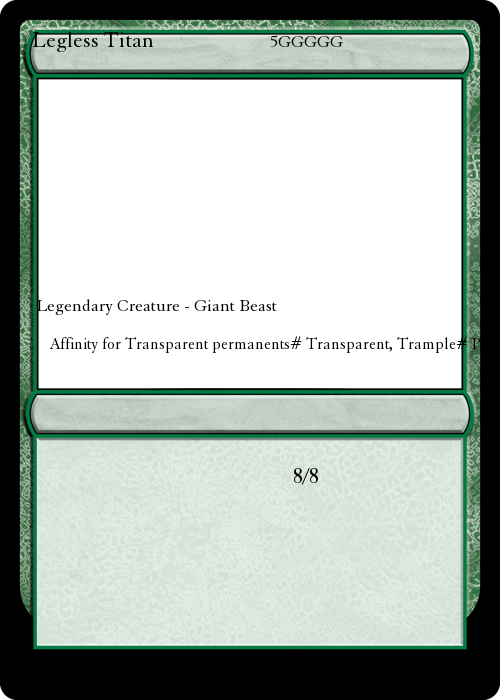 Legless Titan 5GGGGG
Legendary Creature - Giant Beast
Affinity for Transparent permanents# Transparent, Trample#
8/8